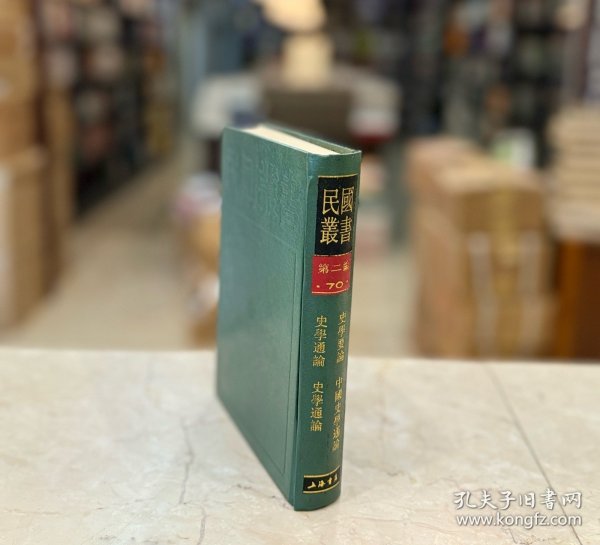 民國
叢書
第二編
·70·
史學要論 中國史學通論
史學通論 史學通論
上海書店
孔夫子旧书网
www.kongfz.com